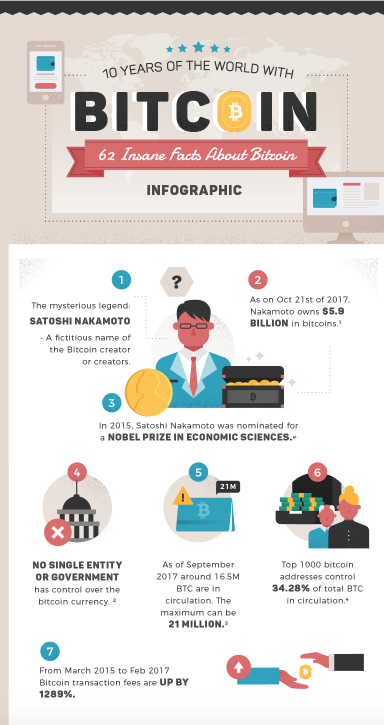 10 YEARS OF THE WORLD WITH
BITCOIN
62 Insane Facts About Bitcoin
INFOGRAPHIC
1
?
The mysterious legend:
SATOSHI NAKAMOTO
- A fictitious name of
the Bitcoin creator
or creators.
2
As on Oct 21st of 2017,
Nakamoto owns $5.9
BILLION in bitcoins.¹
3
In 2015, Satoshi Nakamoto was nominated for
a NOBEL PRIZE IN ECONOMIC SCIENCES.
4
NO SINGLE ENTITY
OR GOVERNMENT
has control over the
bitcoin currency. ²
5
!
21M
As of September
2017 around 16.5M
BTC are in
circulation. The
maximum can be
21 MILLION.³
6
Top 1000 bitcoin
addresses control
34.28% of total BTC
in circulation.
7
From March 2015 to Feb 2017
Bitcoin transaction fees are UP BY
1289%.